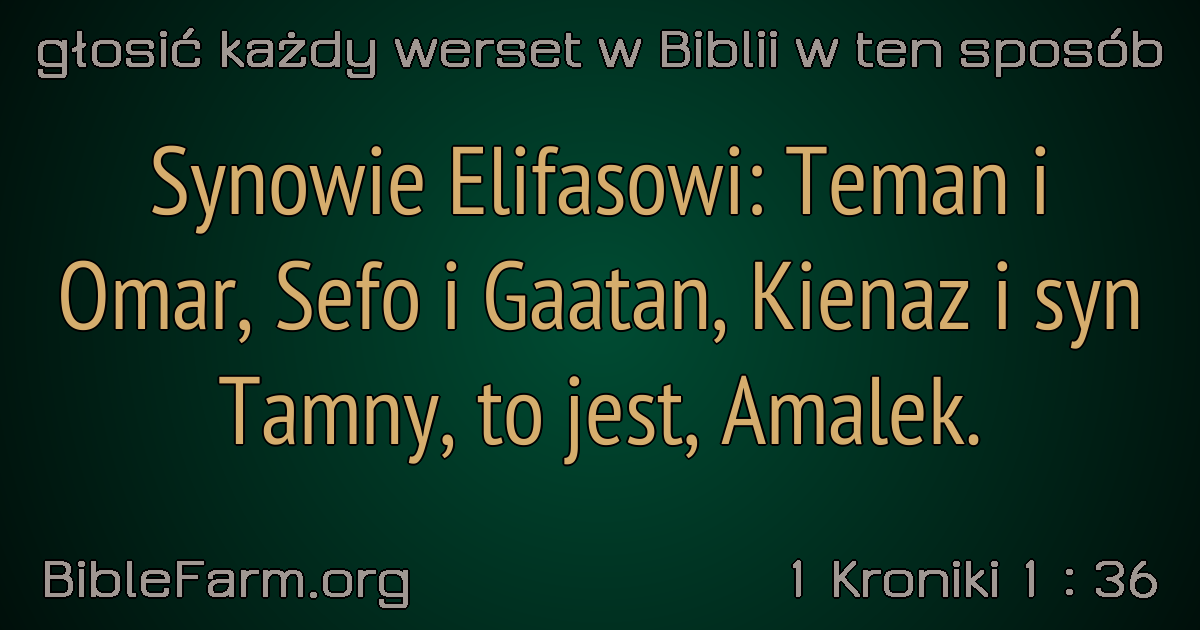 głosić każdy werset w Biblii w ten sposób
Synowie Elifasowi: Teman i
Omar, Sefo i Gaatan, Kienaz i syn
Tamny, to jest, Amalek.
BibleFarm.org
1 Kroniki 1 : 36